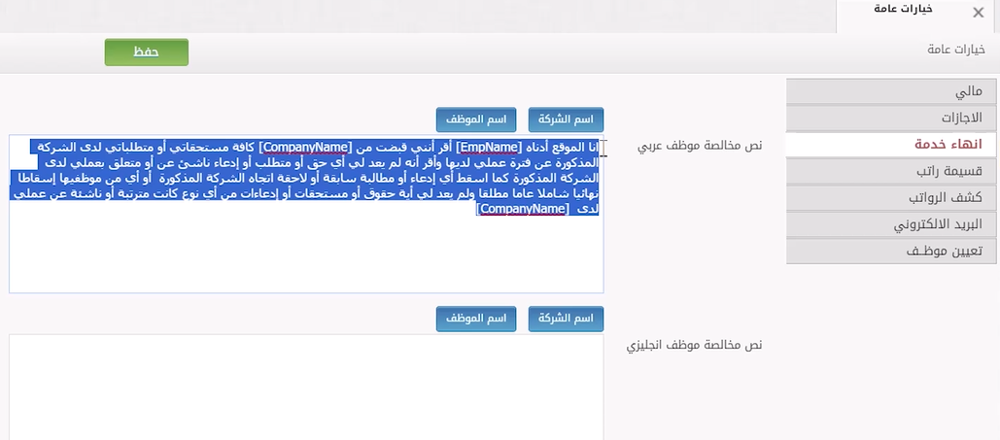 خيارات عامة
خيارات عامة
حفظ
مالي
الاجازات
انهاء خدمة
قسيمة راتب
كشف الرواتب
البريد الالكتروني
تعيين موظـف
اسم الشركة
اسم الموظف
نص مخالصة موظف عربي
انا الموقع أدناه [EmpName] أقر أنني قبضت من [CompanyName] كافة مستحقاتي أو متطلباتي لدى الشركة
المذكورة عن فترة عملي لديها وأقر أنه لم يعد لي أي حق أو متطلب أو إدعاء ناشئ عن أو متعلق بعملي لدى
الشركة المذكورة كما اسقط أي إدعاء أو مطالبة سابقة أو لاحقة اتجاه الشركة المذكورة أو أي من موظفيها إسقاطا
نهائيا شاملا عاما مطلقا ولم يعد لي أية حقوق أو مستحقات أو إدعاءات من أي نوع كانت مترتبة أو ناشئة عن عملي
لدى [CompanyName]
اسم الشركة
اسم الموظف
نص مخالصة موظف انجليزي